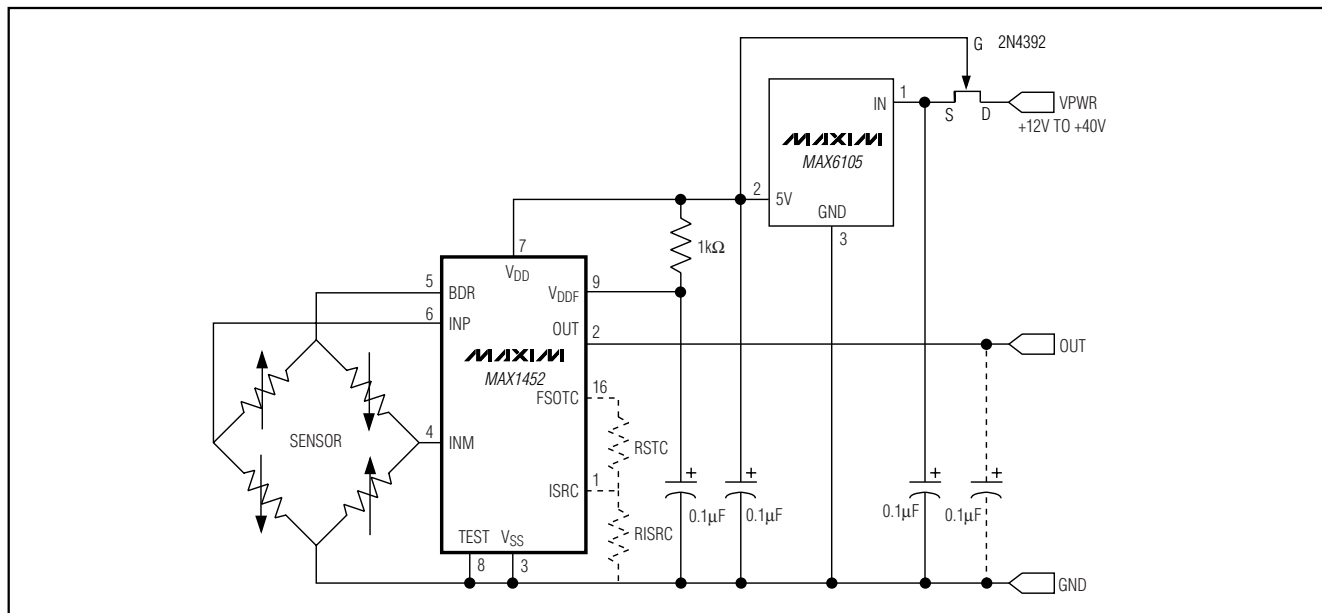 G 2N4392
IN
1
VPWR
S
D
+12V TO +40V
MAXIM
MAX6105
2
5V
GND
3
1kΩ
7
VDD
5
BDR
VDDF
9
6
INP
OUT
2
OUT
MAXIM
MAX1452
16
FSOTC
SENSOR
4
INM
RSTC
1
ISRC
+
+
+
+
0.1μF
0.1μF
0.1μF
0.1μF
RISRC
TEST
VSS
8
3
GND